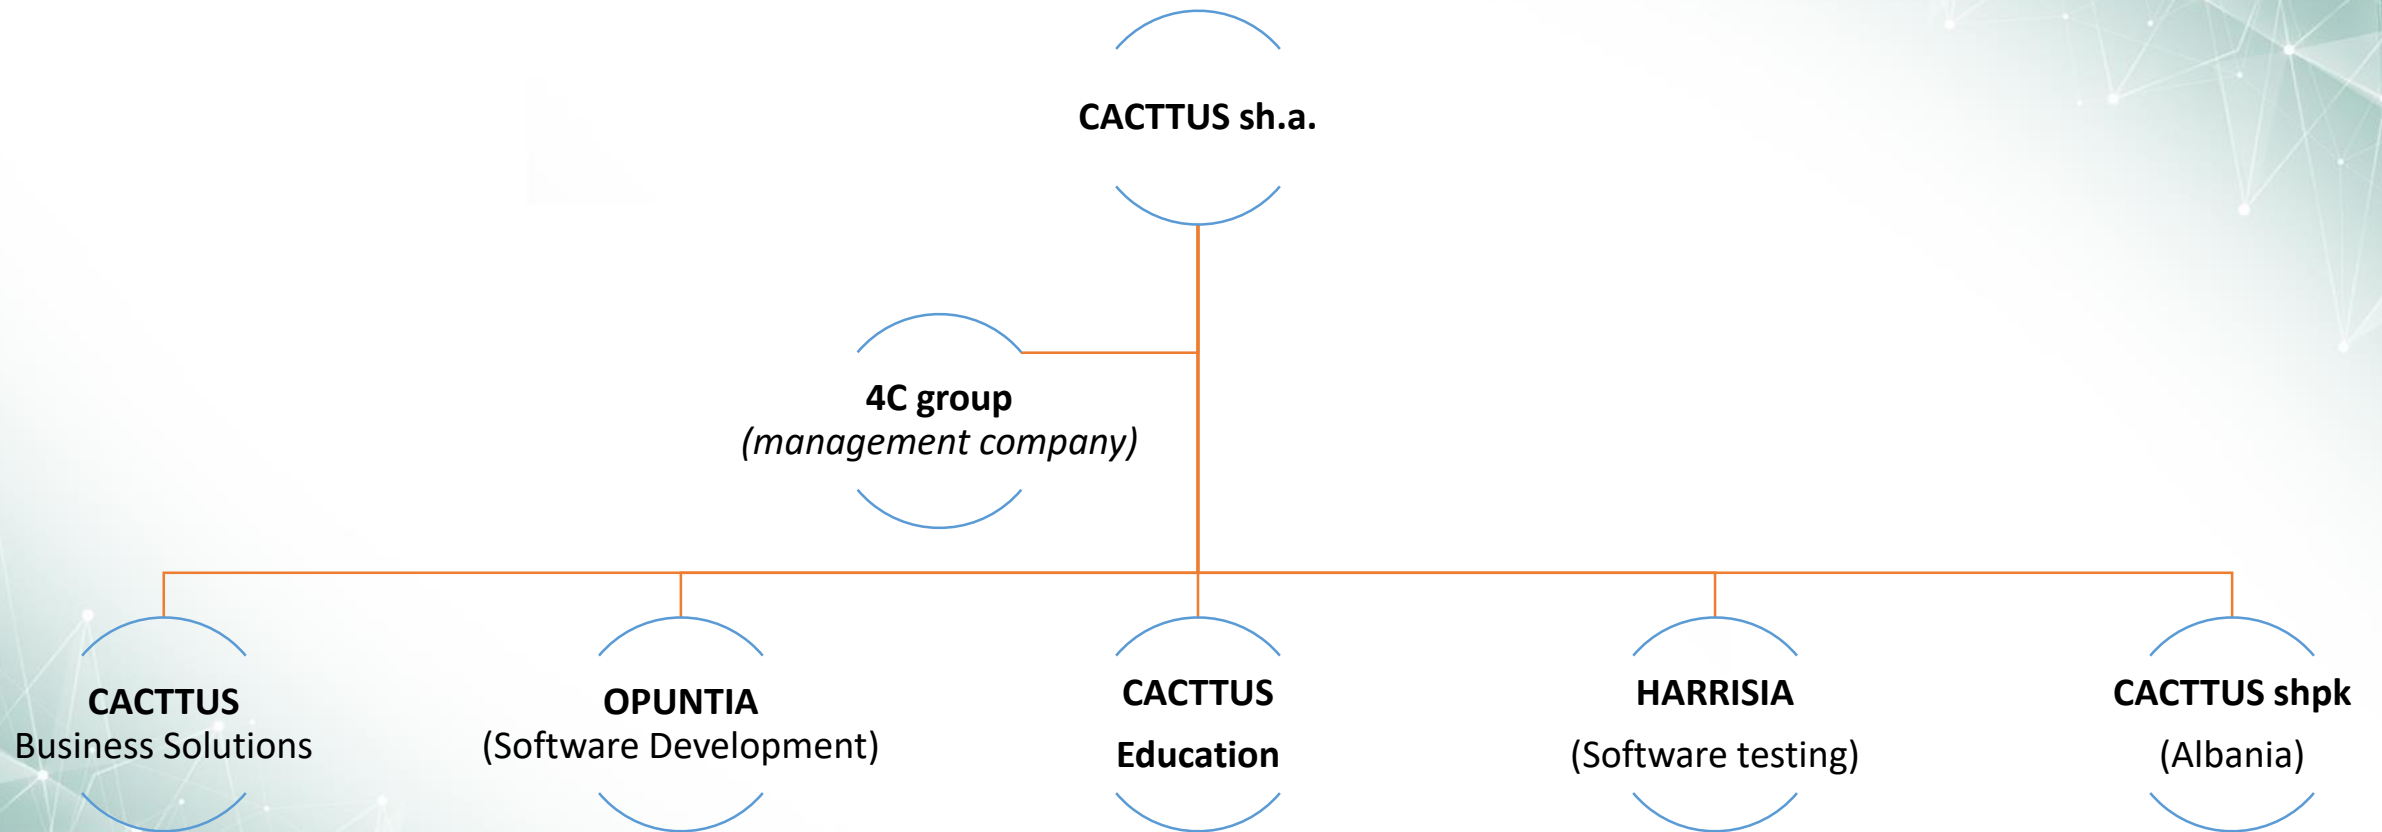 CACTTUS sh.a.
4C group
(management company)
CACTTUS
Business Solutions
OPUNTIA
(Software Development)
CACTTUS
Education
HARRISIA
(Software testing)
CACTTUS shpk
(Albania)